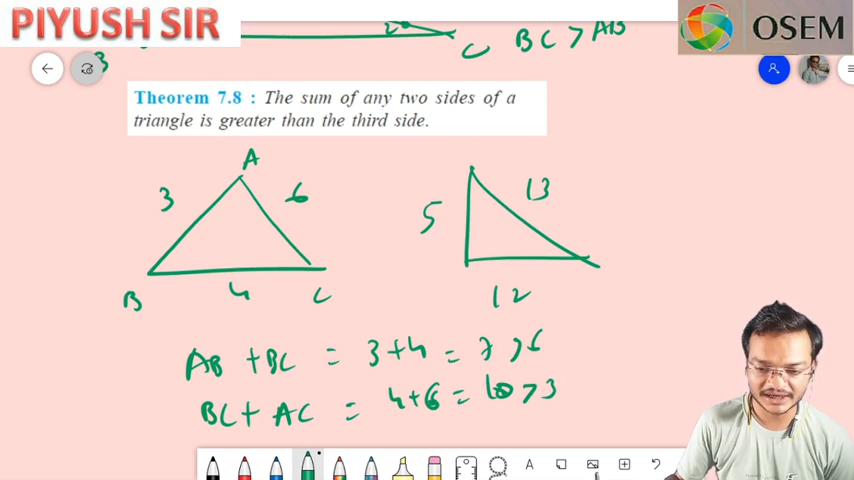 PIYUSH SIR
OSEM
B
20
C
BC > AB
Theorem 7.8 : The sum of any two sides of a
triangle is greater than the third side.
A
3
6
B
4
C
5
13
12
AB + BC = 3+4 = 7 > 6
BC + AC = 4+6 = 10 > 3
A